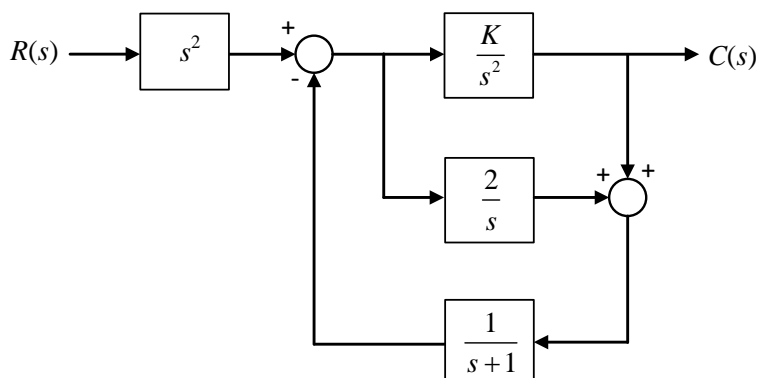 R(s)
s²
+
-
K/s²
C(s)
+
+
2/s
1/(s+1)